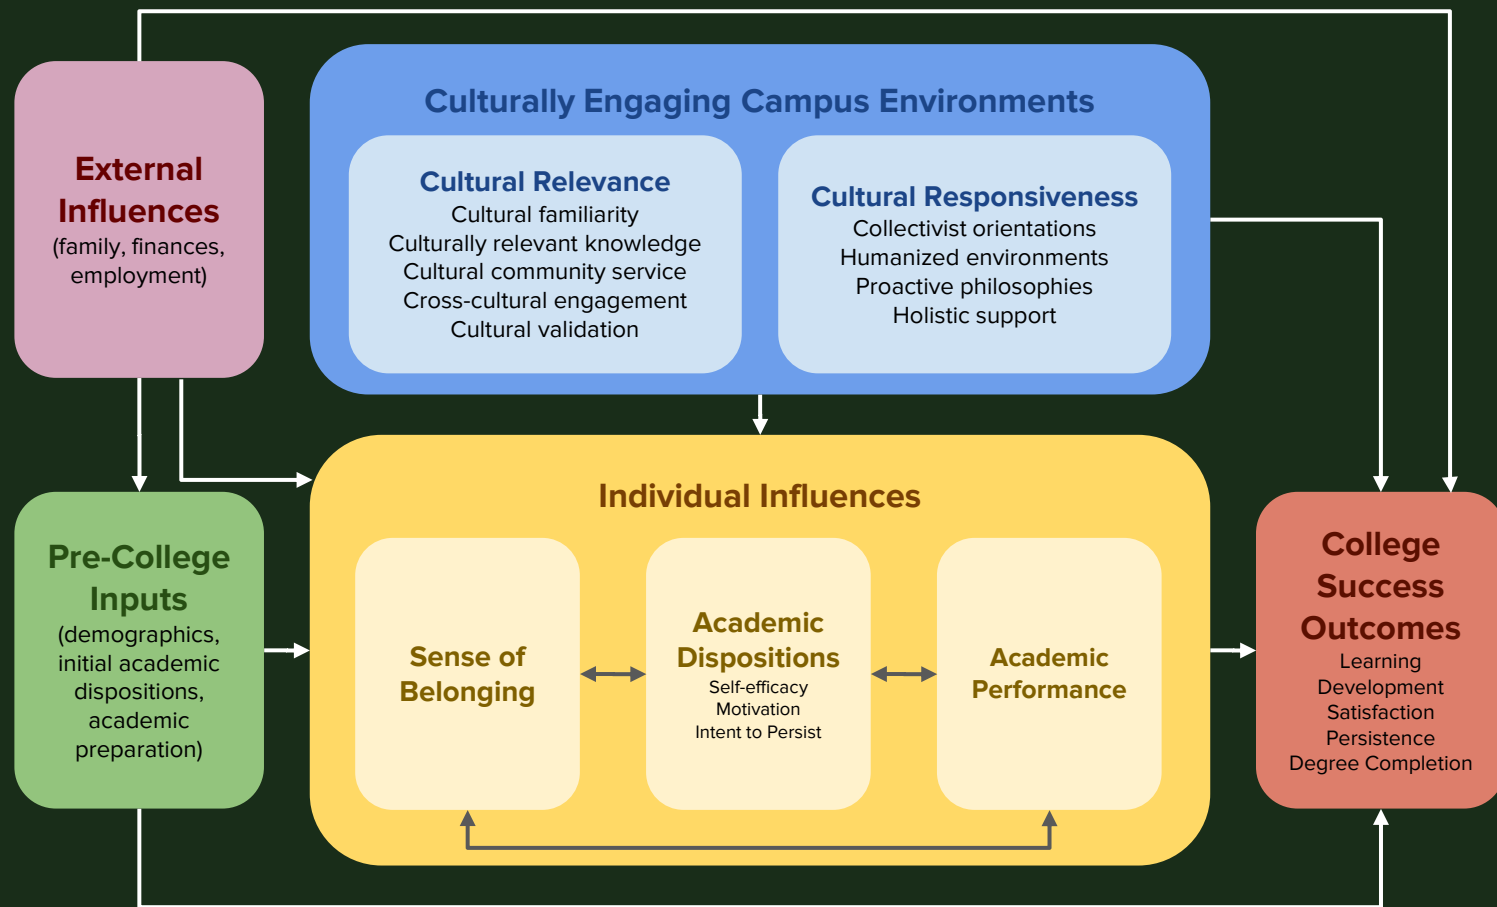 External
Influences
(family, finances,
employment)
Culturally Engaging Campus Environments
Cultural Relevance
Cultural familiarity
Culturally relevant knowledge
Cultural community service
Cross-cultural engagement
Cultural validation
Cultural Responsiveness
Collectivist orientations
Humanized environments
Proactive philosophies
Holistic support
Pre-College
Inputs
(demographics,
initial academic
dispositions,
academic
preparation)
Individual Influences
Sense of
Belonging
Academic
Dispositions
Self-efficacy
Motivation
Intent to Persist
Academic
Performance
College
Success
Outcomes
Learning
Development
Satisfaction
Persistence
Degree Completion